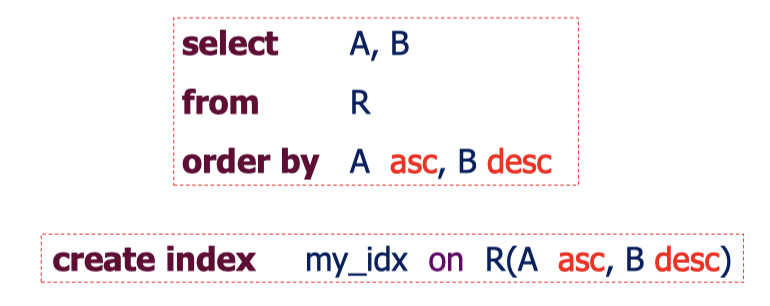 select A, B
from R
order by A asc, B desc
create index my_idx on R(A asc, B desc)